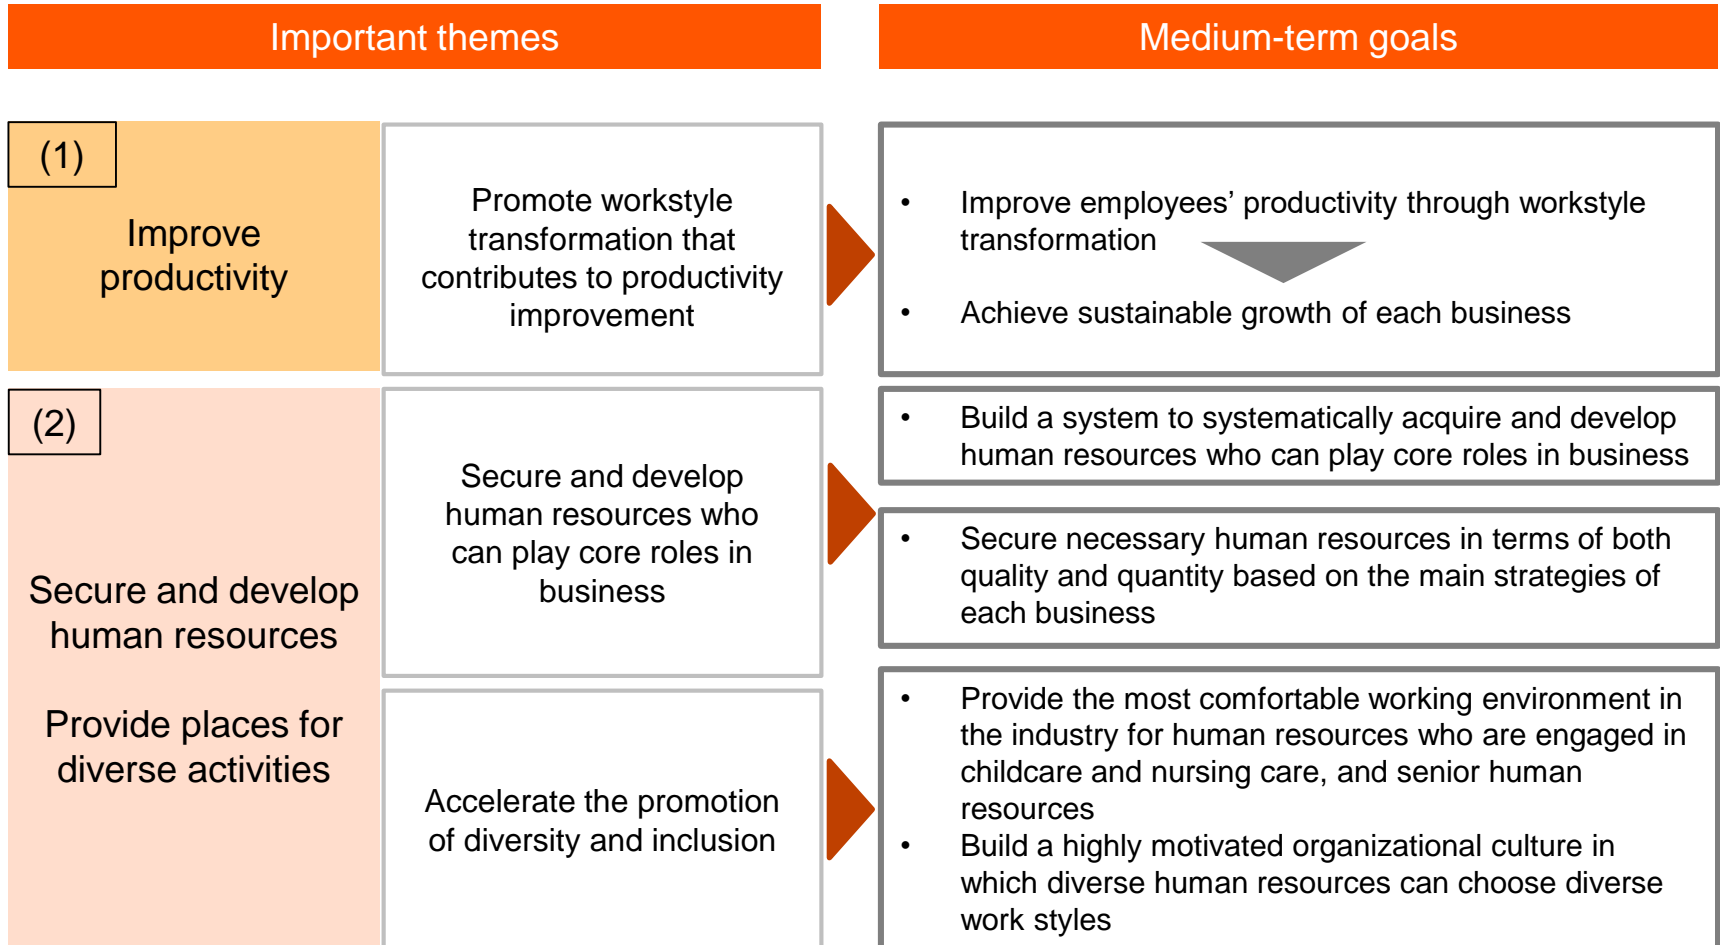 Important themes
Medium-term goals
(1)
Improve
productivity
Promote workstyle
transformation that
contributes to productivity
improvement
• Improve employees’ productivity through workstyle
transformation
• Achieve sustainable growth of each business
(2)
Secure and develop
human resources
Provide places for
diverse activities
Secure and develop
human resources who
can play core roles in
business
• Build a system to systematically acquire and develop
human resources who can play core roles in business
• Secure necessary human resources in terms of both
quality and quantity based on the main strategies of
each business
Accelerate the promotion
of diversity and inclusion
• Provide the most comfortable working environment in
the industry for human resources who are engaged in
childcare and nursing care, and senior human
resources
• Build a highly motivated organizational culture in
which diverse human resources can choose diverse
work styles